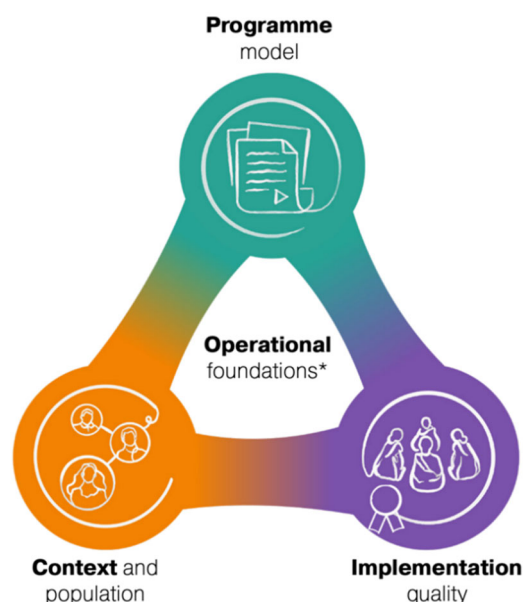 Programme
model
Operational
foundations*
Context and
population
Implementation
quality